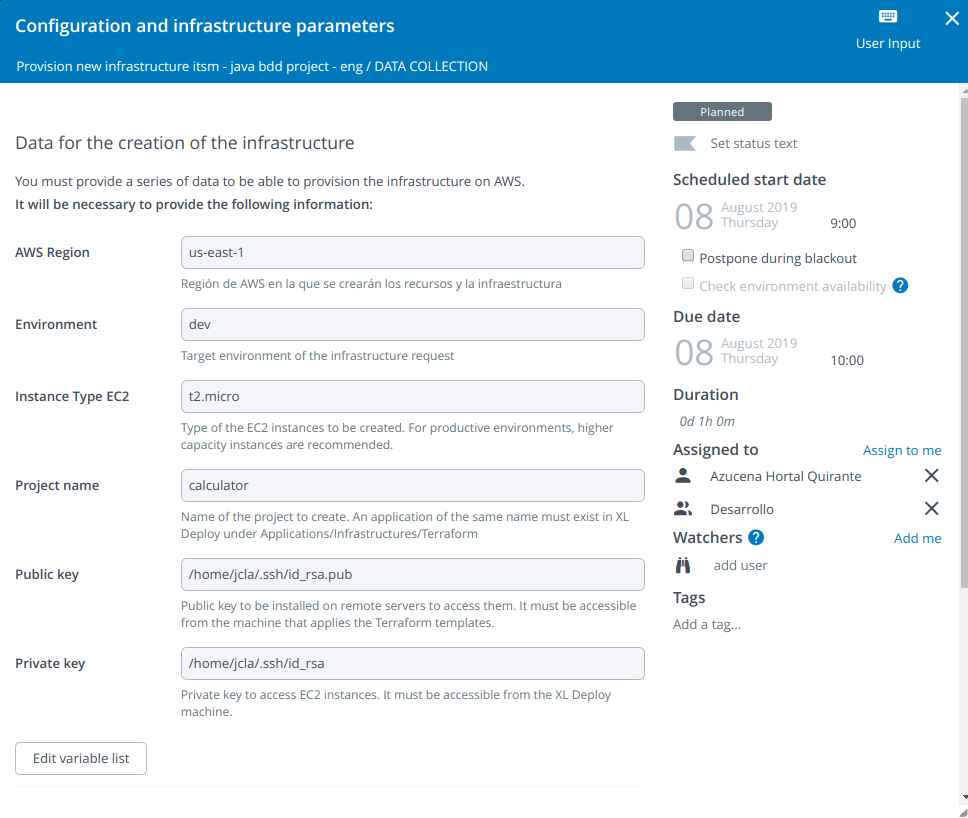 Configuration and infrastructure parameters
User Input
Provision new infrastructure itsm - java bdd project - eng / DATA COLLECTION
Data for the creation of the infrastructure
You must provide a series of data to be able to provision the infrastructure on AWS.
It will be necessary to provide the following information:
AWS Region
us-east-1
Región de AWS en la que se crearán los recursos y la infraestructura
Environment
dev
Target environment of the infrastructure request
Instance Type EC2
t2.micro
Type of the EC2 instances to be created. For productive environments, higher
capacity instances are recommended.
Project name
calculator
Name of the project to create. An application of the same name must exist in XL
Deploy under Applications/Infrastructures/Terraform
Public key
/home/jcla/.ssh/id_rsa.pub
Public key to be installed on remote servers to access them. It must be accessible
from the machine that applies the Terraform templates.
Private key
/home/jcla/.ssh/id_rsa
Private key to access EC2 instances. It must be accessible from the XL Deploy
machine.
Edit variable list
Planned
Set status text
Scheduled start date
08
August 2019
Thursday
9:00
Postpone during blackout
Check environment availability ?
Due date
08
August 2019
Thursday
10:00
Duration
0d 1h 0m
Assigned to
Assign to me
Azucena Hortal Quirante
Desarrollo
Watchers ?
Add me
add user
Tags
Add a tag...